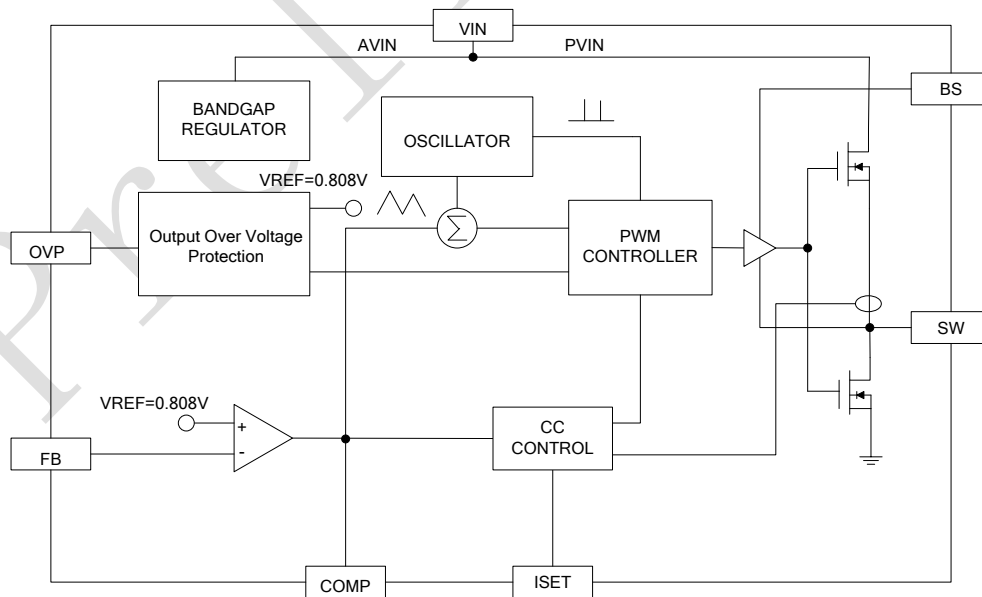 VIN
AVIN
PVIN
BS
BANDGAP
REGULATOR
OSCILLATOR
VREF=0.808V
OVP
Output Over Voltage
Protection
Σ
PWM
CONTROLLER
SW
VREF=0.808V
+
-
FB
CC
CONTROL
COMP
ISET